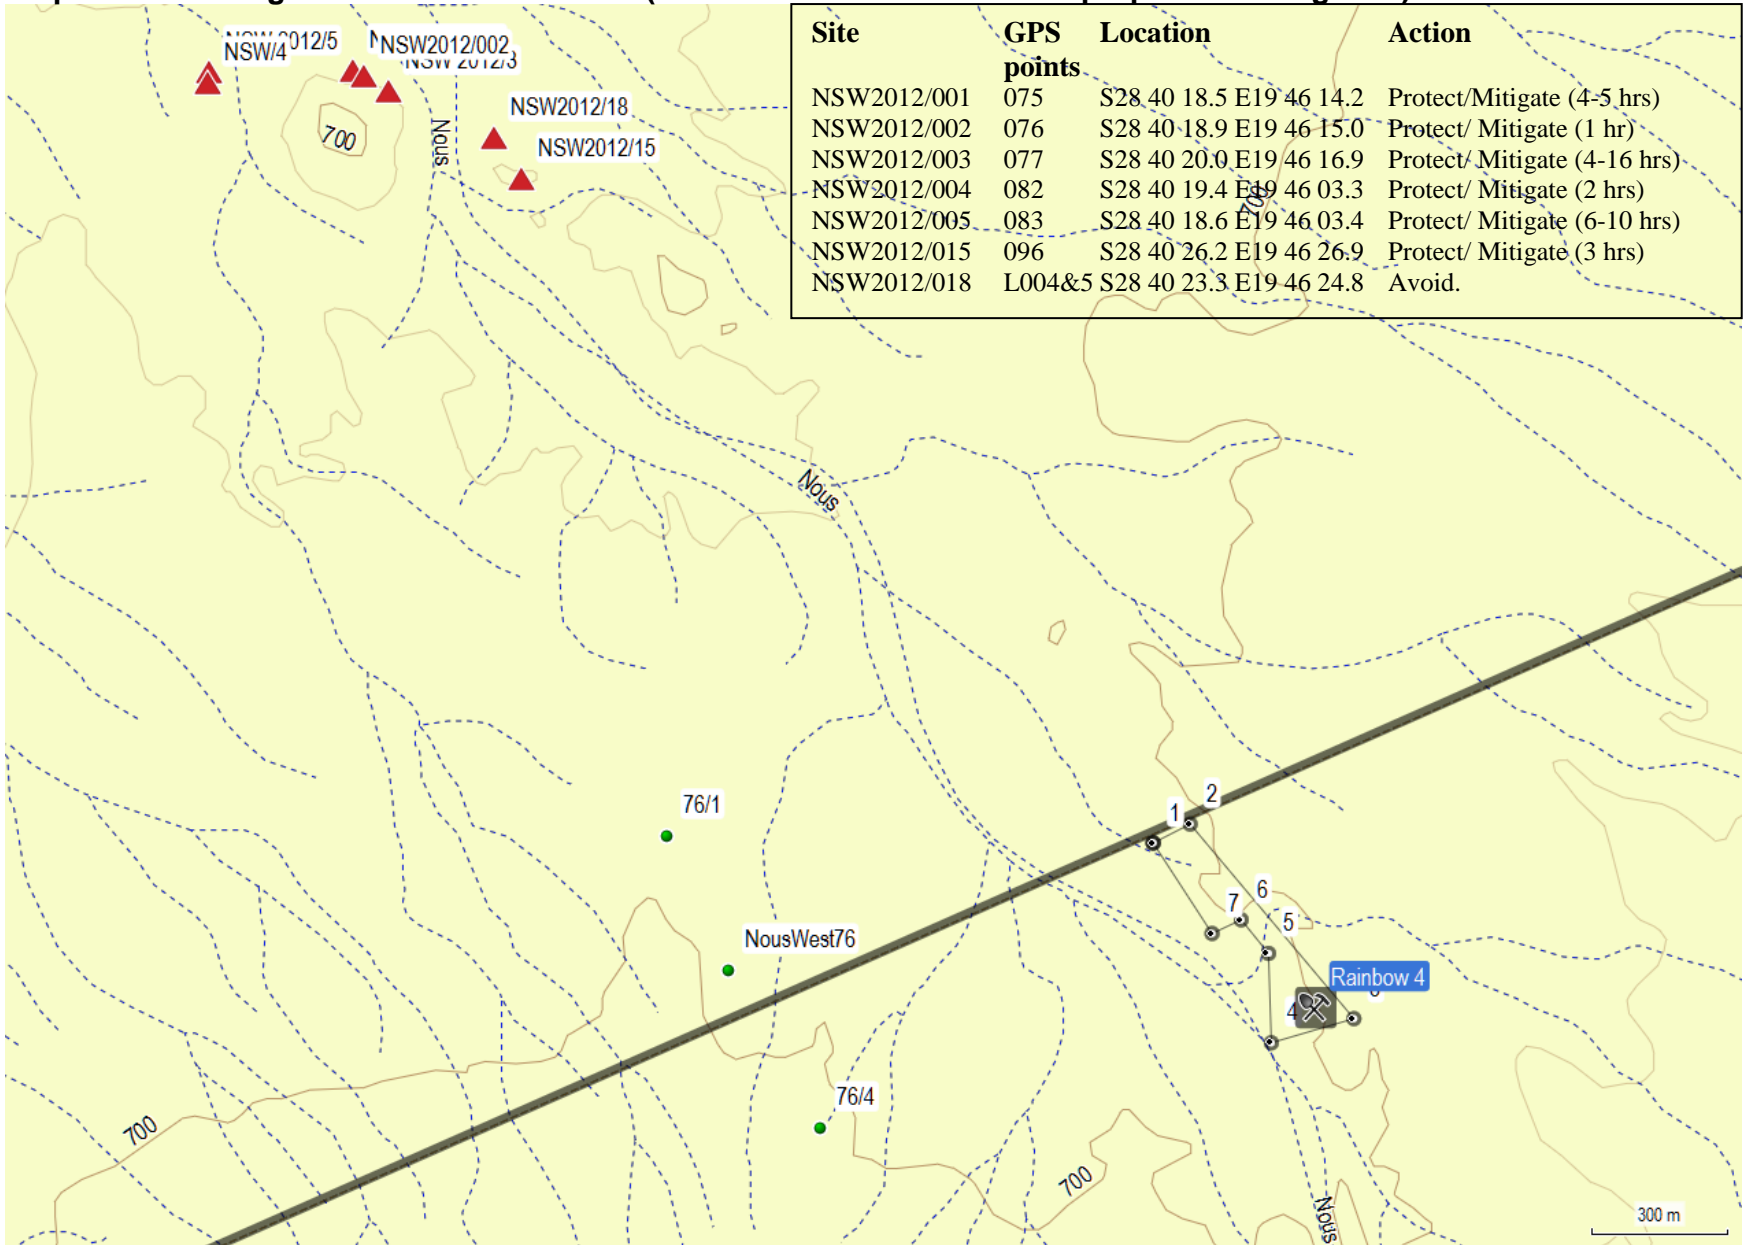 Site GPS points Location Action
NSW2012/001 075 S28 40 18.5 E19 46 14.2 Protect/Mitigate (4-5 hrs)
NSW2012/002 076 S28 40 18.9 E19 46 15.0 Protect/ Mitigate (1 hr)
NSW2012/003 077 S28 40 20.0 E19 46 16.9 Protect/ Mitigate (4-16 hrs)
NSW2012/004 082 S28 40 19.4 E19 46 03.3 Protect/ Mitigate (2 hrs)
NSW2012/005 083 S28 40 18.6 E19 46 03.4 Protect/ Mitigate (6-10 hrs)
NSW2012/015 096 S28 40 26.2 E19 46 26.9 Protect/ Mitigate (3 hrs)
NSW2012/018 L004&5 S28 40 23.3 E19 46 24.8 Avoid.
NSW/4
NSW2012/002
NSW2012/18
NSW2012/15
700
Nous
700
Nous
76/1
2
1
6
7
5
NousWest76
Rainbow 4
4
76/4
700
700
Nous
300 m